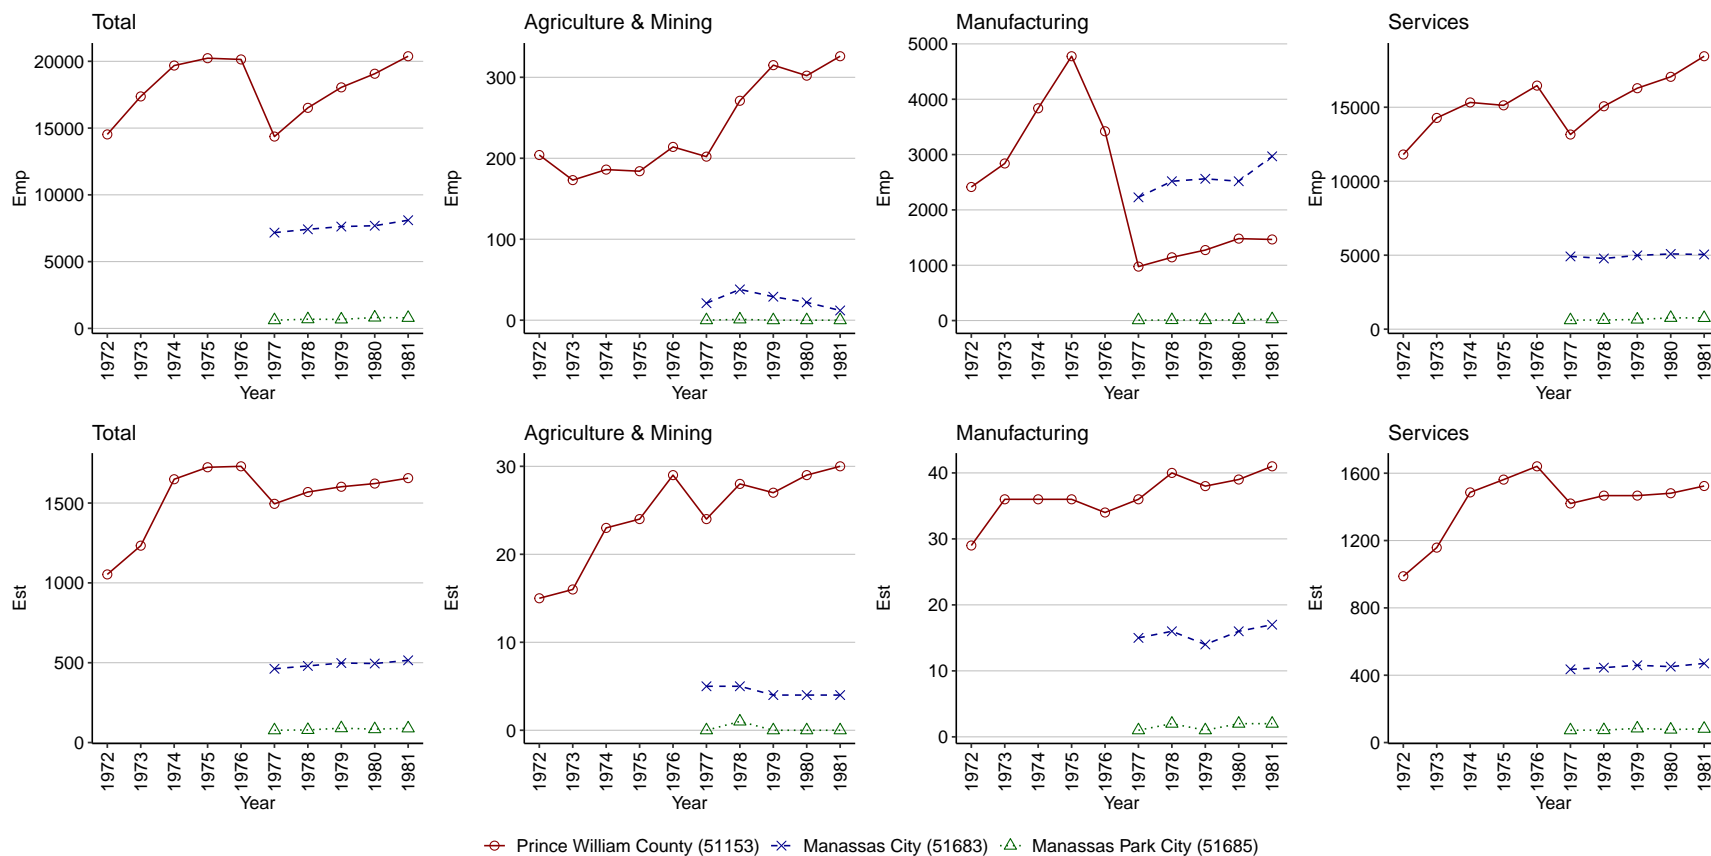 Total
Emp
20000
15000
10000
5000
0
1972 1973 1974 1975 1976 1977 1978 1979 1980 1981
Year
Agriculture & Mining
Emp
300
200
100
0
1972 1973 1974 1975 1976 1977 1978 1979 1980 1981
Year
Manufacturing
Emp
5000
4000
3000
2000
1000
0
1972 1973 1974 1975 1976 1977 1978 1979 1980 1981
Year
Services
Emp
15000
10000
5000
0
1972 1973 1974 1975 1976 1977 1978 1979 1980 1981
Year
Total
Est
1500
1000
500
0
1972 1973 1974 1975 1976 1977 1978 1979 1980 1981
Year
Agriculture & Mining
Est
30
20
10
0
1972 1973 1974 1975 1976 1977 1978 1979 1980 1981
Year
Manufacturing
Est
40
30
20
10
0
1972 1973 1974 1975 1976 1977 1978 1979 1980 1981
Year
Services
Est
1600
1200
800
400
0
1972 1973 1974 1975 1976 1977 1978 1979 1980 1981
Year
Prince William County (51153) Manassas City (51683) Manassas Park City (51685)